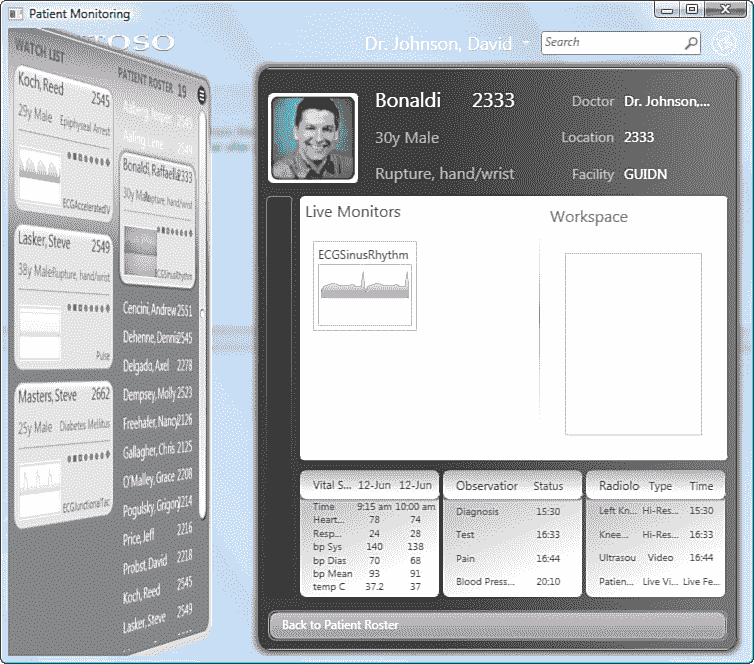 Patient Monitoring
TOSO
Dr. Johnson, David
Search
WATCH LIST
Koch, Reed 2545
29y Male Epiphyseal Arrest
ECGAcceleratedIV
Lasker, Steve 2549
38y Male Rupture, hand/wrist
Pulse
Masters, Steve 2662
25y Male Diabetes Mellitus
ECGJunctionalTac
PATIENT ROSTER 19
Aaling Lene 2549
Bonaldi, Raffaella 2333
30y Male Rupture, hand/wrist
ECGSinusRhythm
Cencini, Andrew 2551
Dehenne, Dennis 2545
Delgado, Axel 2278
Dempsey, Molly 2523
Freehafer, Nancy 2126
Gallagher, Chris 2125
O'Malley, Grace 2208
Pogulsky, Grigory 2214
Price, Jeff 2216
Probst, David 2218
Koch, Reed 2545
Lasker, Steve 2549
Bonaldi 2333 Doctor Dr. Johnson,...
30y Male Location 2333
Rupture, hand/wrist Facility GUIDN
Live Monitors
ECGSinusRhythm
Workspace
Vital S... 12-Jun 12-Jun
Time 9:15 am 10:00 am
Heart... 78 74
Resp... 24 28
bp Sys 140 138
bp Dias 70 68
bp Mean 93 91
temp C 37.2 37
Observatior Status
Diagnosis 15:30
Test 16:33
Pain 16:44
Blood Press... 20:10
Radiolo Type Time
Left Kn... Hi-Res... 15:30
Knee... Hi-Res... 16:33
Ultrasou Video 16:44
Patien... Live Vi... Live Fe...
Back to Patient Roster